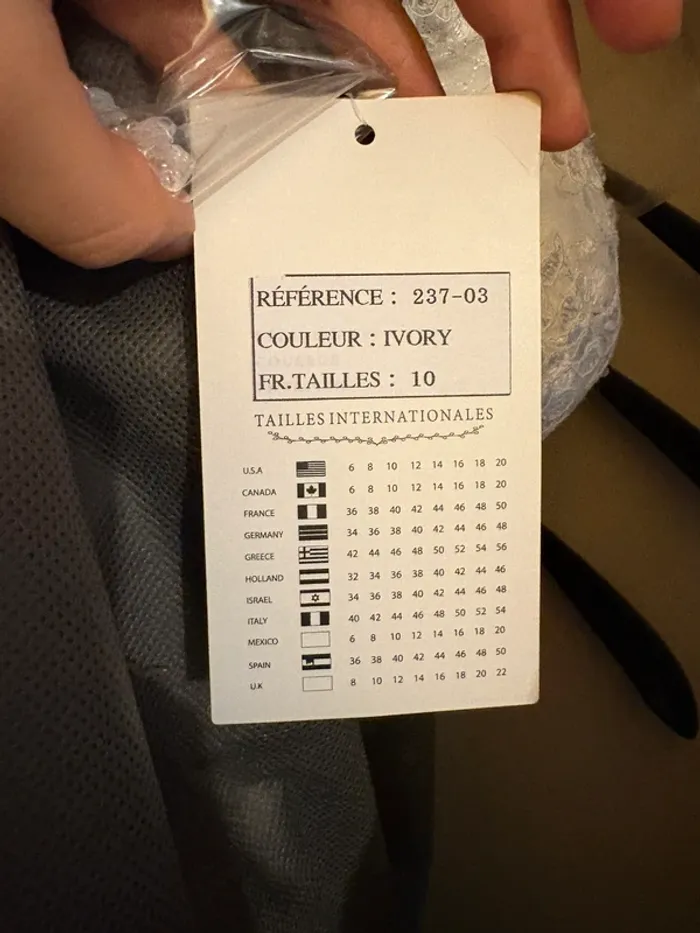 RÉFÉRENCE : 237-03
COULEUR : IVORY
FR.TAILLES : 10
TAILLES INTERNATIONALES
U.S.A 6 8 10 12 14 16 18 20
CANADA 6 8 10 12 14 16 18 20
FRANCE 36 38 40 42 44 46 48 50
GERMANY 34 36 38 40 42 44 46 48
GREECE 42 44 46 48 50 52 54 56
HOLLAND 32 34 36 38 40 42 44 46
ISRAEL 34 36 38 40 42 44 46 48
ITALY 40 42 44 46 48 50 52 54
MEXICO 6 8 10 12 14 16 18 20
SPAIN 36 38 40 42 44 46 48 50
U.K 8 10 12 14 16 18 20 22